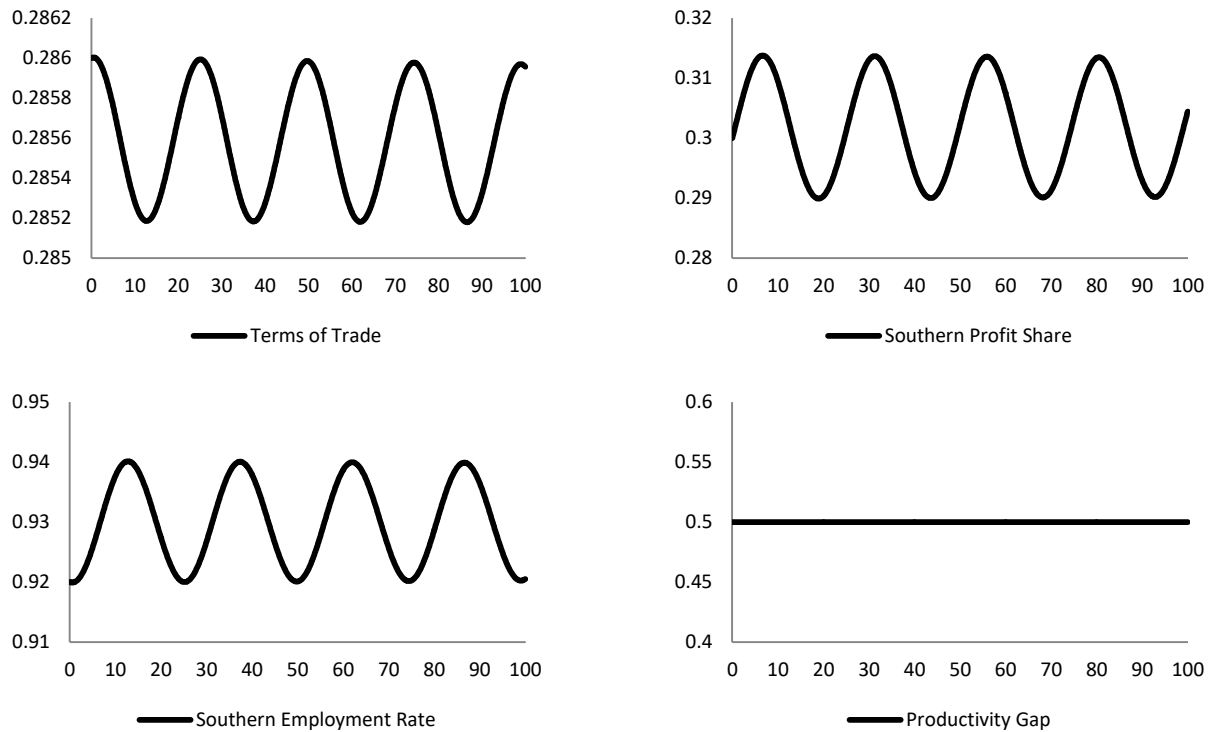 0.2862
0.286
0.2858
0.2856
0.2854
0.2852
0.285
0 10 20 30 40 50 60 70 80 90 100
Terms of Trade
0.32
0.31
0.3
0.29
0.28
0 10 20 30 40 50 60 70 80 90 100
Southern Profit Share
0.95
0.94
0.93
0.92
0.91
0 10 20 30 40 50 60 70 80 90 100
Southern Employment Rate
0.6
0.55
0.5
0.45
0.4
0 10 20 30 40 50 60 70 80 90 100
Productivity Gap